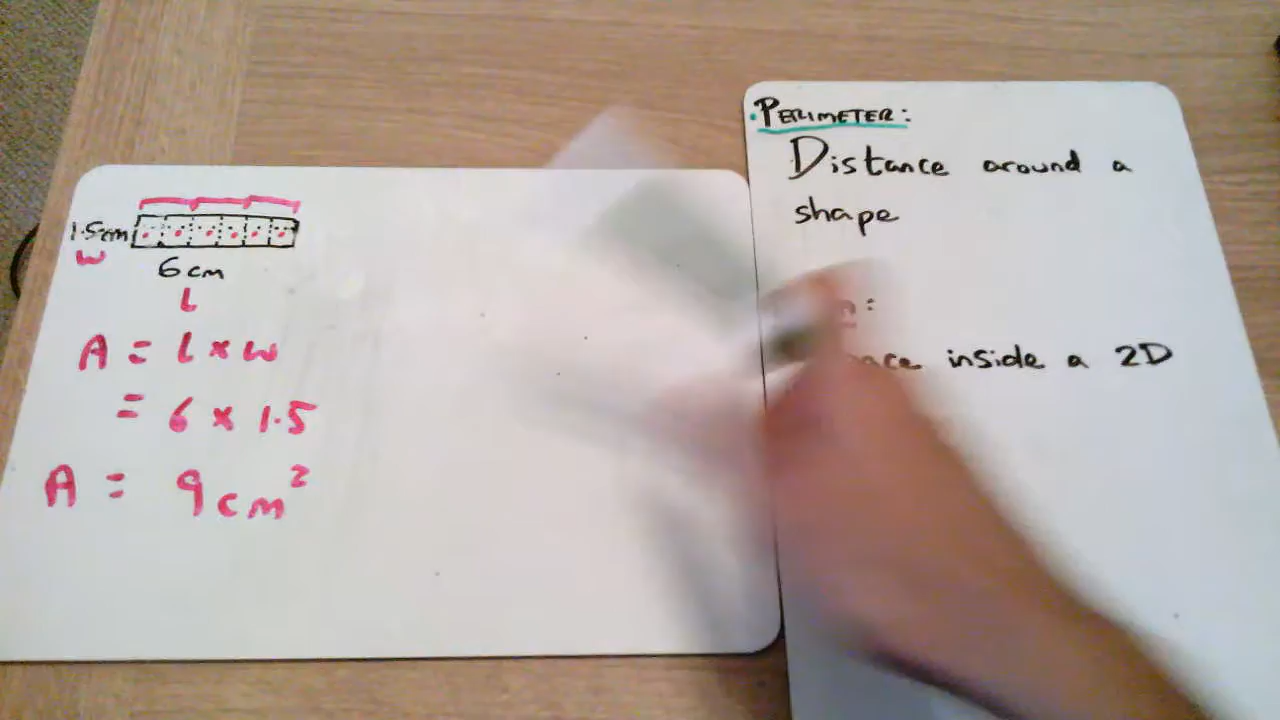 1.5cm
w
6cm
L
A = L x w
= 6 x 1.5
A = 9cm²
PERIMETER:
Distance around a
shape
inside a 2D